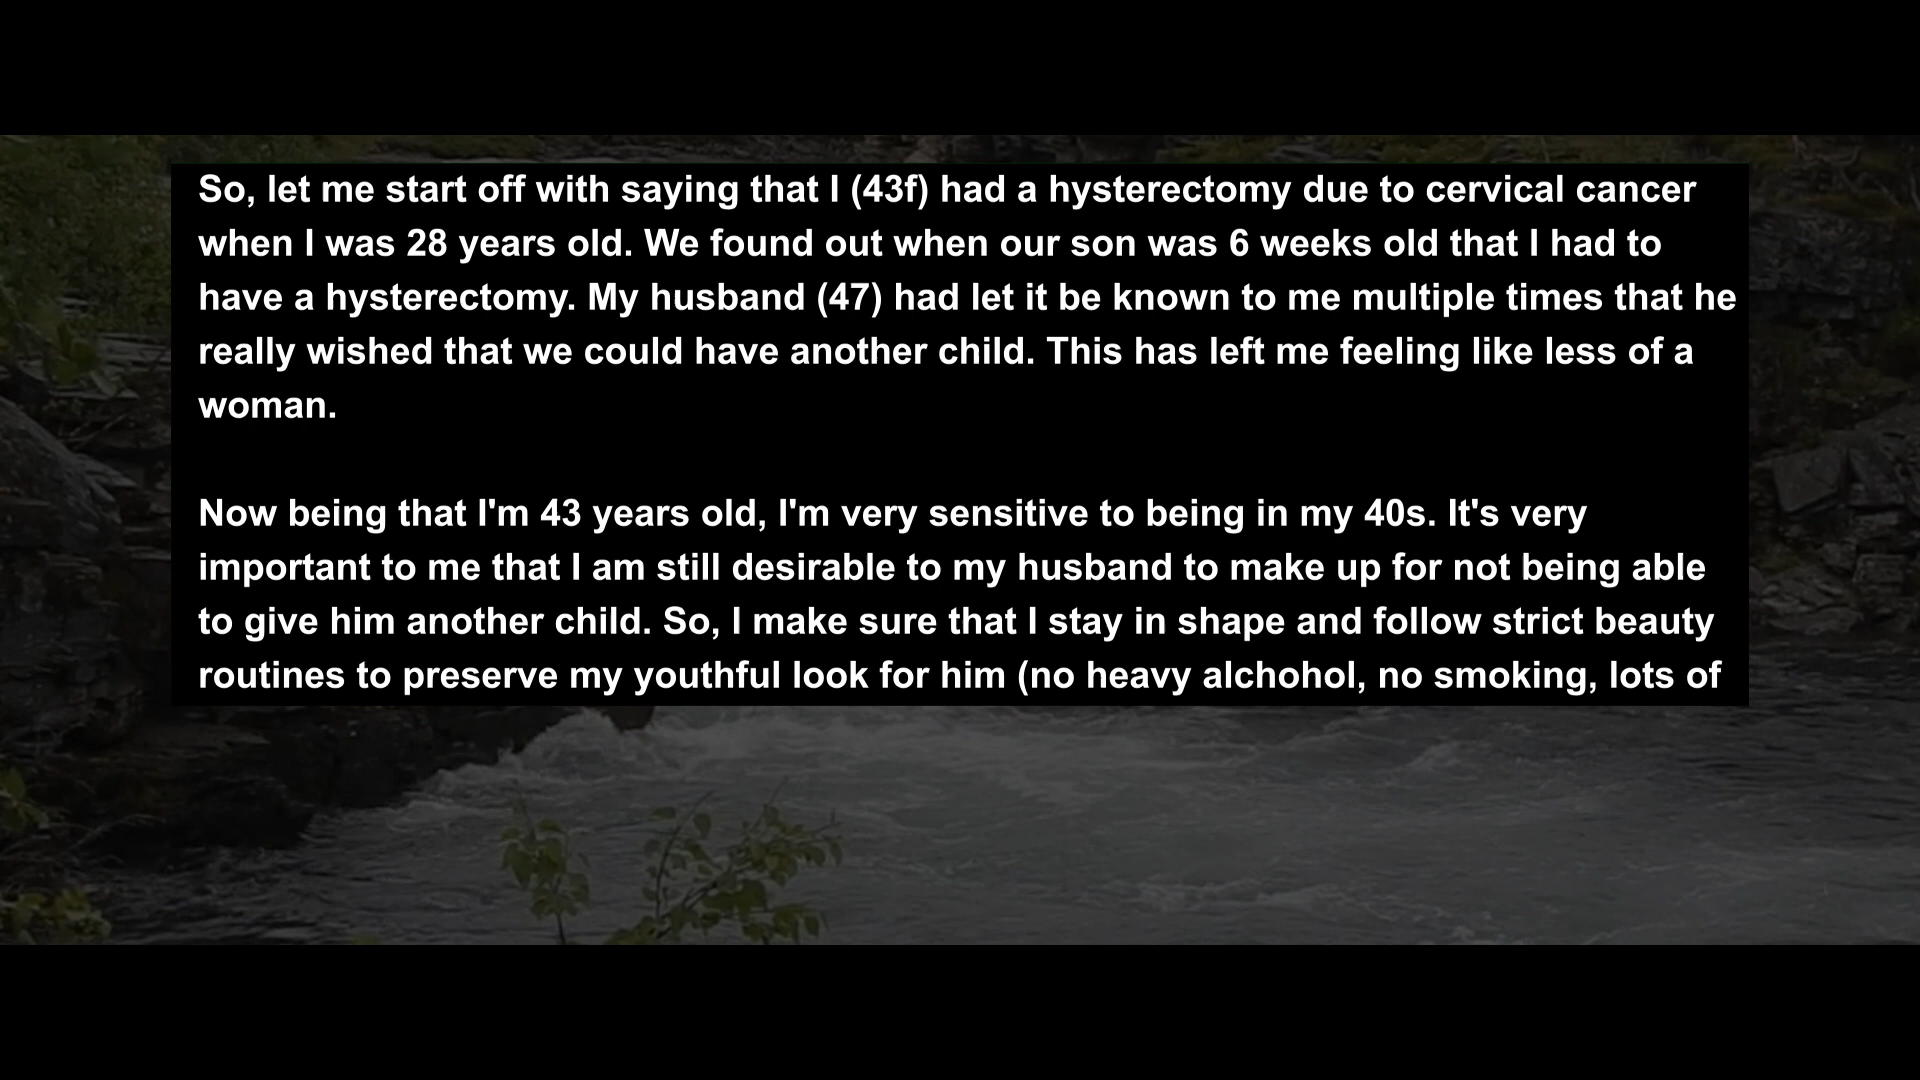 So, let me start off with saying that I (43f) had a hysterectomy due to cervical cancer
when I was 28 years old. We found out when our son was 6 weeks old that I had to
have a hysterectomy. My husband (47) had let it be known to me multiple times that he
really wished that we could have another child. This has left me feeling like less of a
woman.
Now being that I'm 43 years old, I'm very sensitive to being in my 40s. It's very
important to me that I am still desirable to my husband to make up for not being able
to give him another child. So, I make sure that I stay in shape and follow strict beauty
routines to preserve my youthful look for him (no heavy alchohol, no smoking, lots of